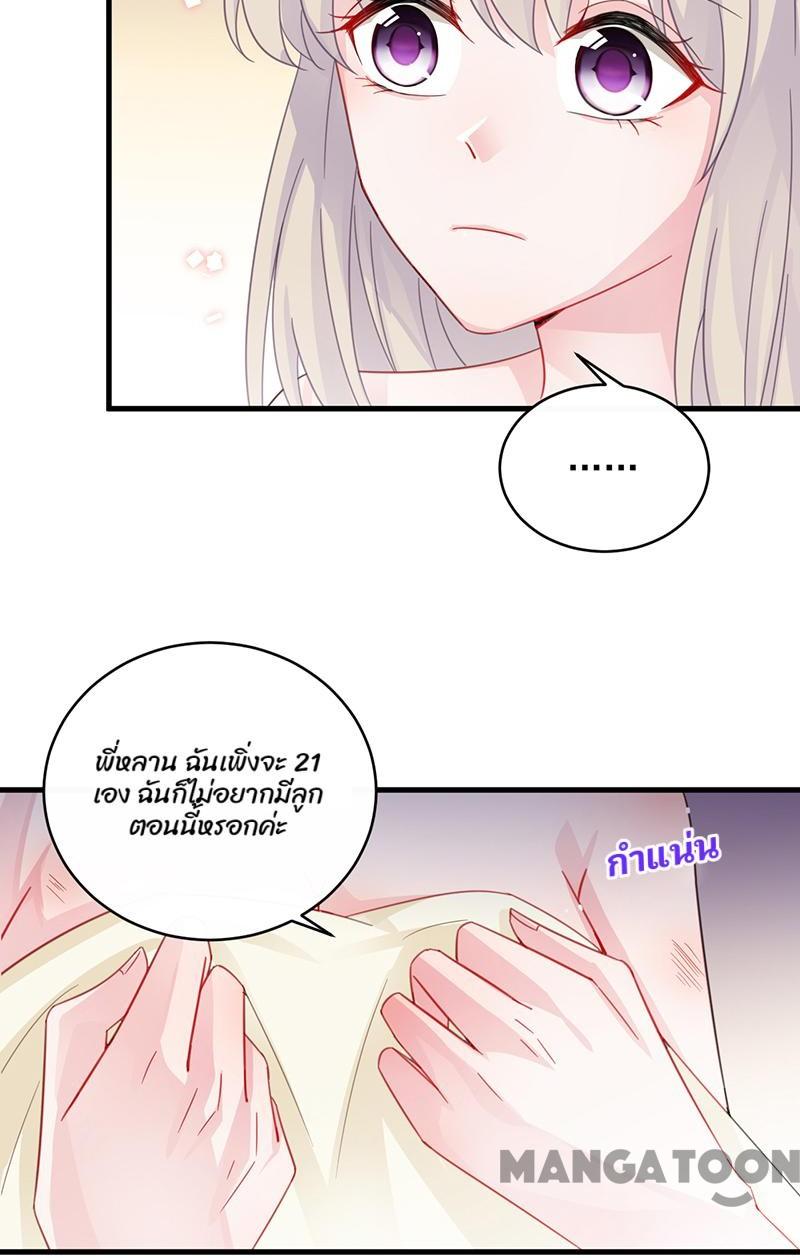 ......
พี่หลาน ฉันเพิ่งจะ 21
เอง ฉันก็ไม่อยากมีลูก
ตอนนี้หรอกค่ะ
กำแน่น
MANGATOON